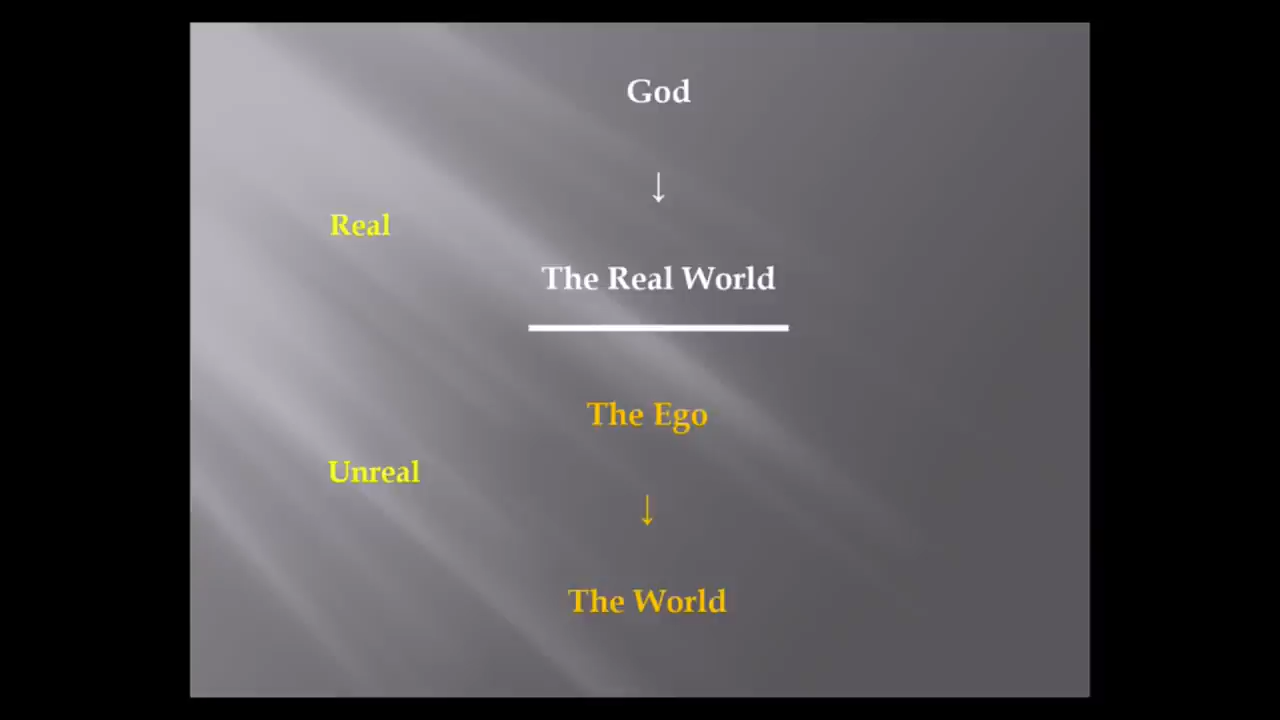 God
↓
Real
The Real World
The Ego
Unreal
↓
The World